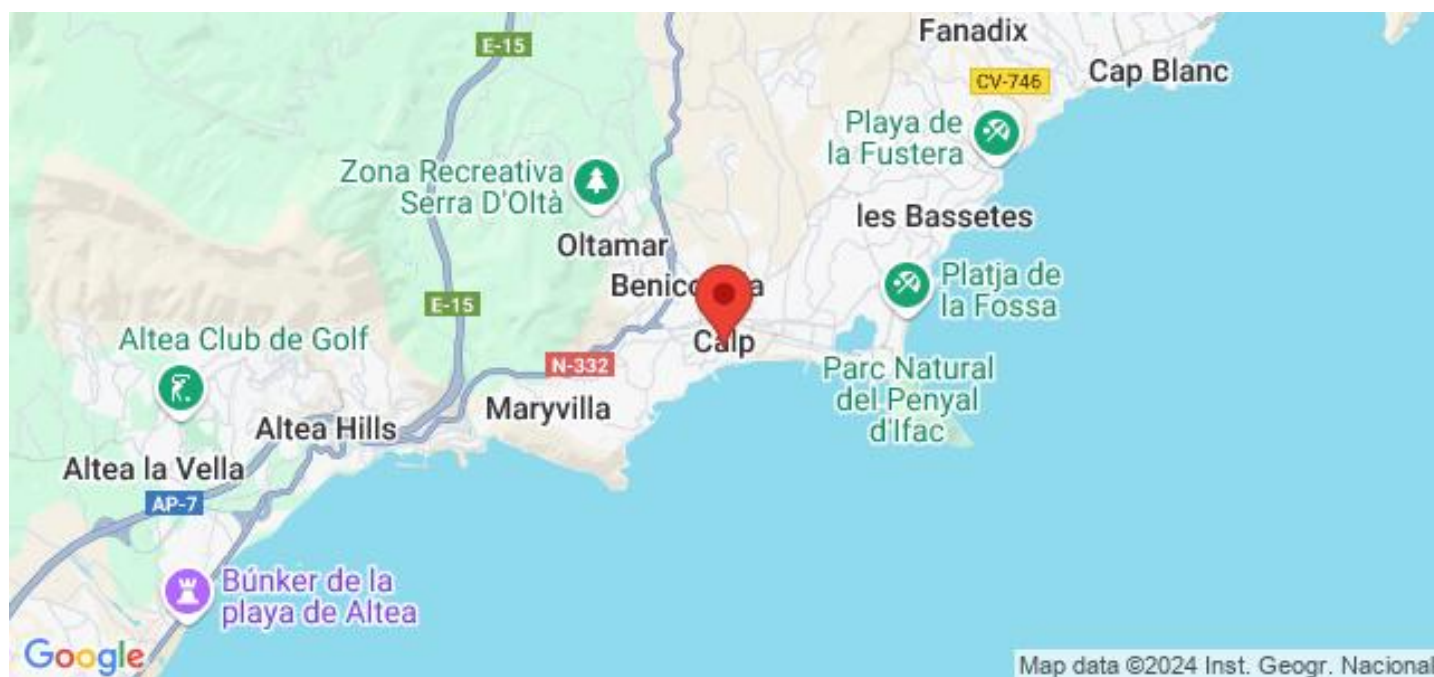 Fanadix
E-15
Cap Blanc
CV-746
Playa de
la Fustera
Zona Recreativa
Serra D'Oltà
les Bassetes
Oltamar
Platja de
la Fossa
E-15
Altea Club de Golf
Calp
N-332
Parc Natural
del Penyal
d'Ifac
Maryvilla
Altea Hills
Altea la Vella
AP-7
Búnker de la
playa de Altea
Google
Map data ©2024 Inst. Geogr. Nacional